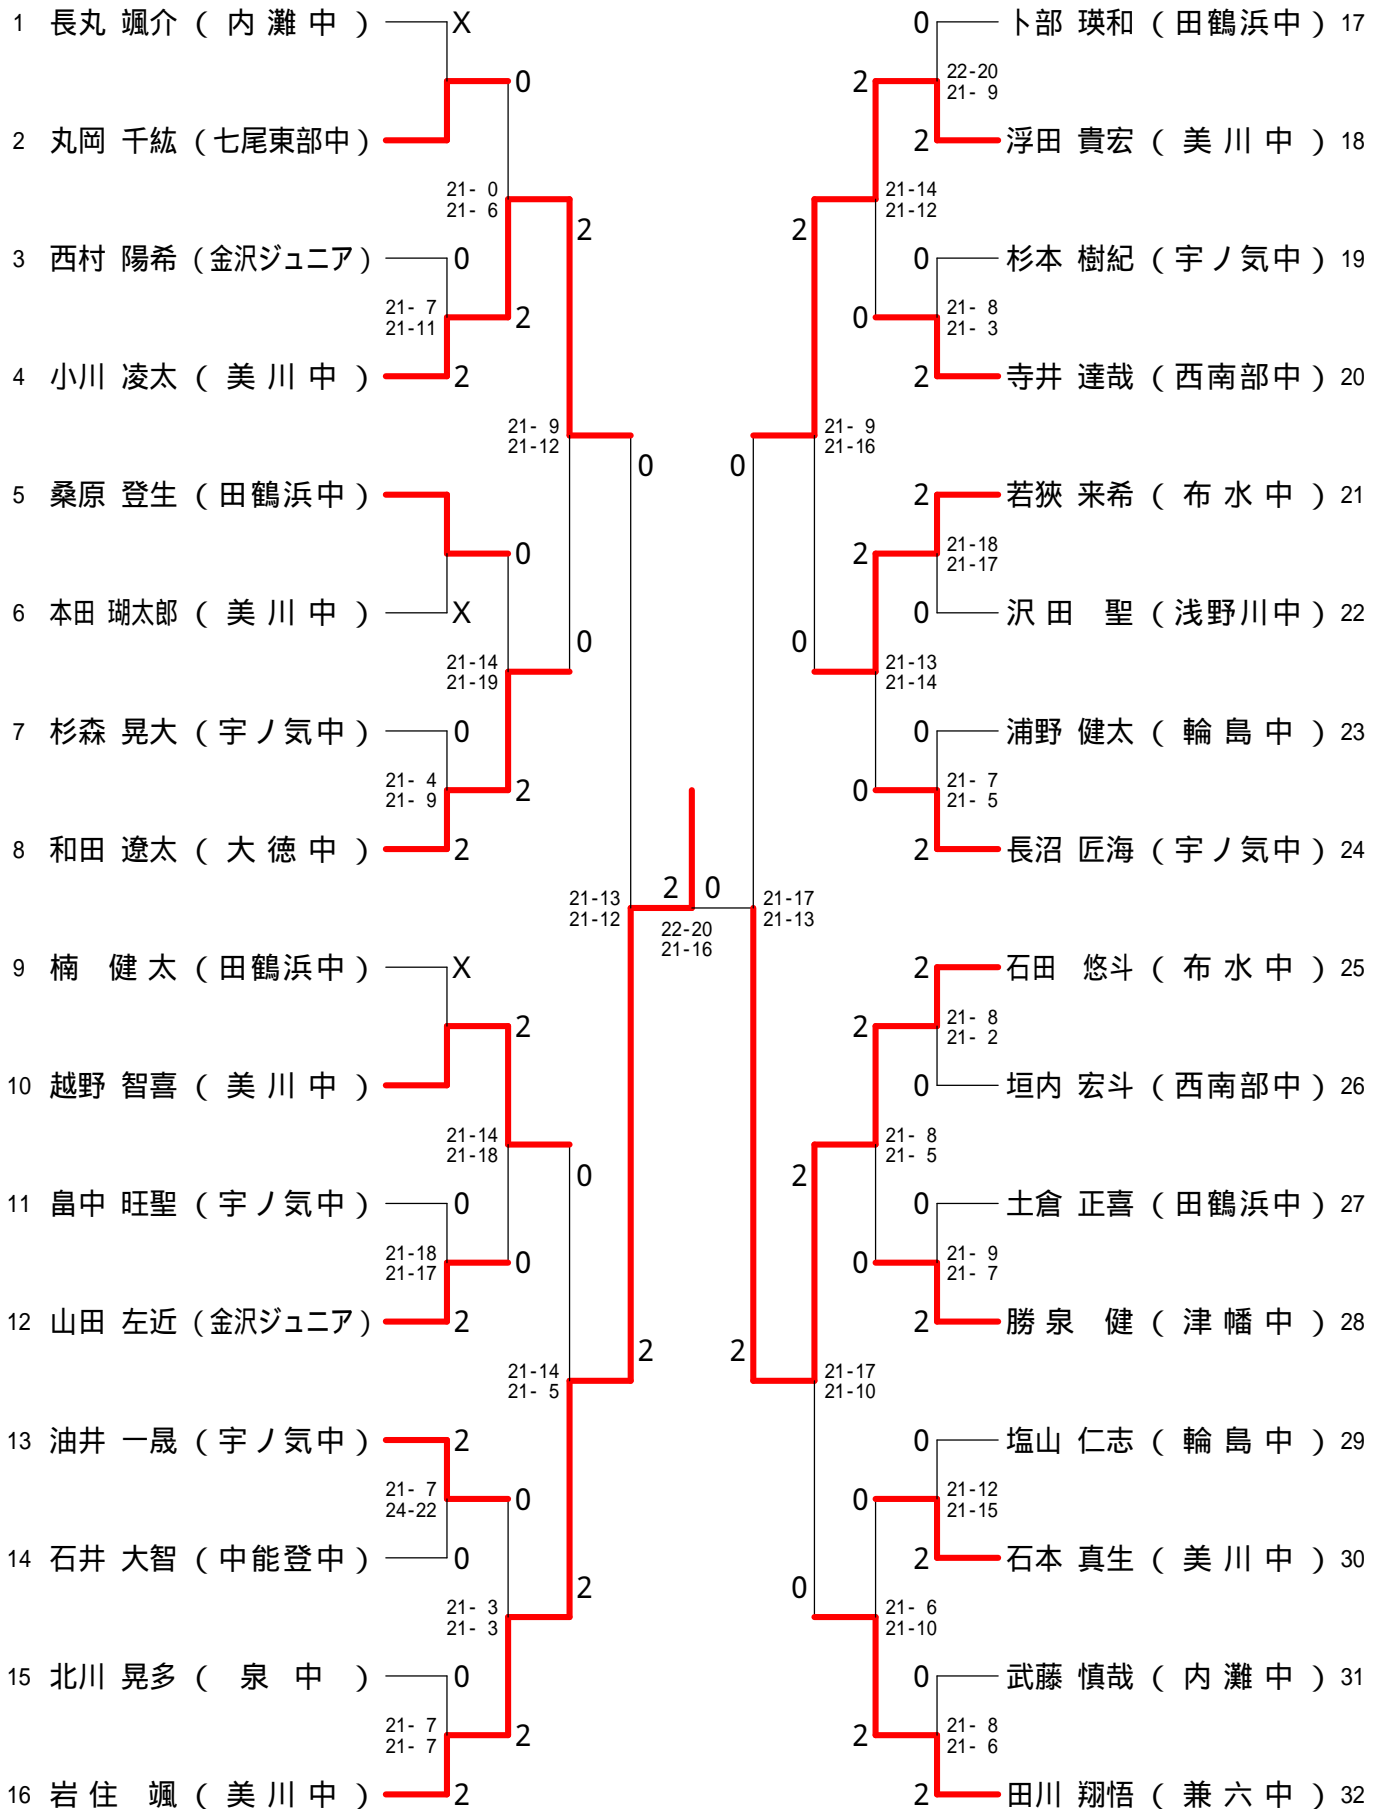 1 長丸 颯介 ( 内 灘 中 ) X
0
2 丸岡 千紘 (七尾東部中)
21- 0
21- 6
2
3 西村 陽希 (金沢ジュニア) 0
21- 7
21-11
2
4 小川 凌太 ( 美 川 中 ) 2
21- 9
21-12
0
5 桑原 登生 (田鶴浜中)
0
6 本田 瑚太郎 ( 美 川 中 ) X
0
21-14
21-19
7 杉森 晃大 (宇ノ気中) 0
21- 4
21- 9
2
8 和田 遼太 ( 大 徳 中 ) 2
21-13
21-12
2 0
22-20
21-16
9 楠 健太 (田鶴浜中) X
2
10 越野 智喜 ( 美 川 中 )
21-14
21-18
0
11 畠中 旺聖 (宇ノ気中) 0
21-18
21-17
0
12 山田 左近 (金沢ジュニア) 2
2
21-14
21- 5
13 油井 一晟 (宇ノ気中) 2
21- 7
24-22
0
14 石井 大智 (中能登中) 0
2
21- 3
21- 3
15 北川 晃多 ( 泉 中 ) 0
21- 7
21- 7
2
16 岩住 颯 ( 美 川 中 ) 2
0 卜部 瑛和 (田鶴浜中) 17
2
22-20
21- 9
2 浮田 貴宏 ( 美 川 中 ) 18
21-14
21-12
2
0 杉本 樹紀 (宇ノ気中) 19
0
21- 8
21- 3
2 寺井 達哉 (西南部中) 20
21- 9
21-16
0
2 若狹 来希 ( 布 水 中 ) 21
2
21-18
21-17
0 沢田 聖 (浅野川中) 22
0
21-13
21-14
0 浦野 健太 ( 輪 島 中 ) 23
0
21- 7
21- 5
2 長沼 匠海 (宇ノ気中) 24
21-17
21-13
2 石田 悠斗 ( 布 水 中 ) 25
2
21- 8
21- 2
0 垣内 宏斗 (西南部中) 26
21- 8
21- 5
2
0 土倉 正喜 (田鶴浜中) 27
0
21- 9
21- 7
2 勝泉 健 ( 津 幡 中 ) 28
2
21-17
21-10
0 塩山 仁志 ( 輪 島 中 ) 29
0
21-12
21-15
2 石本 真生 ( 美 川 中 ) 30
0
21- 6
21-10
0 武藤 慎哉 ( 内 灘 中 ) 31
2
21- 8
21- 6
2 田川 翔悟 ( 兼 六 中 ) 32